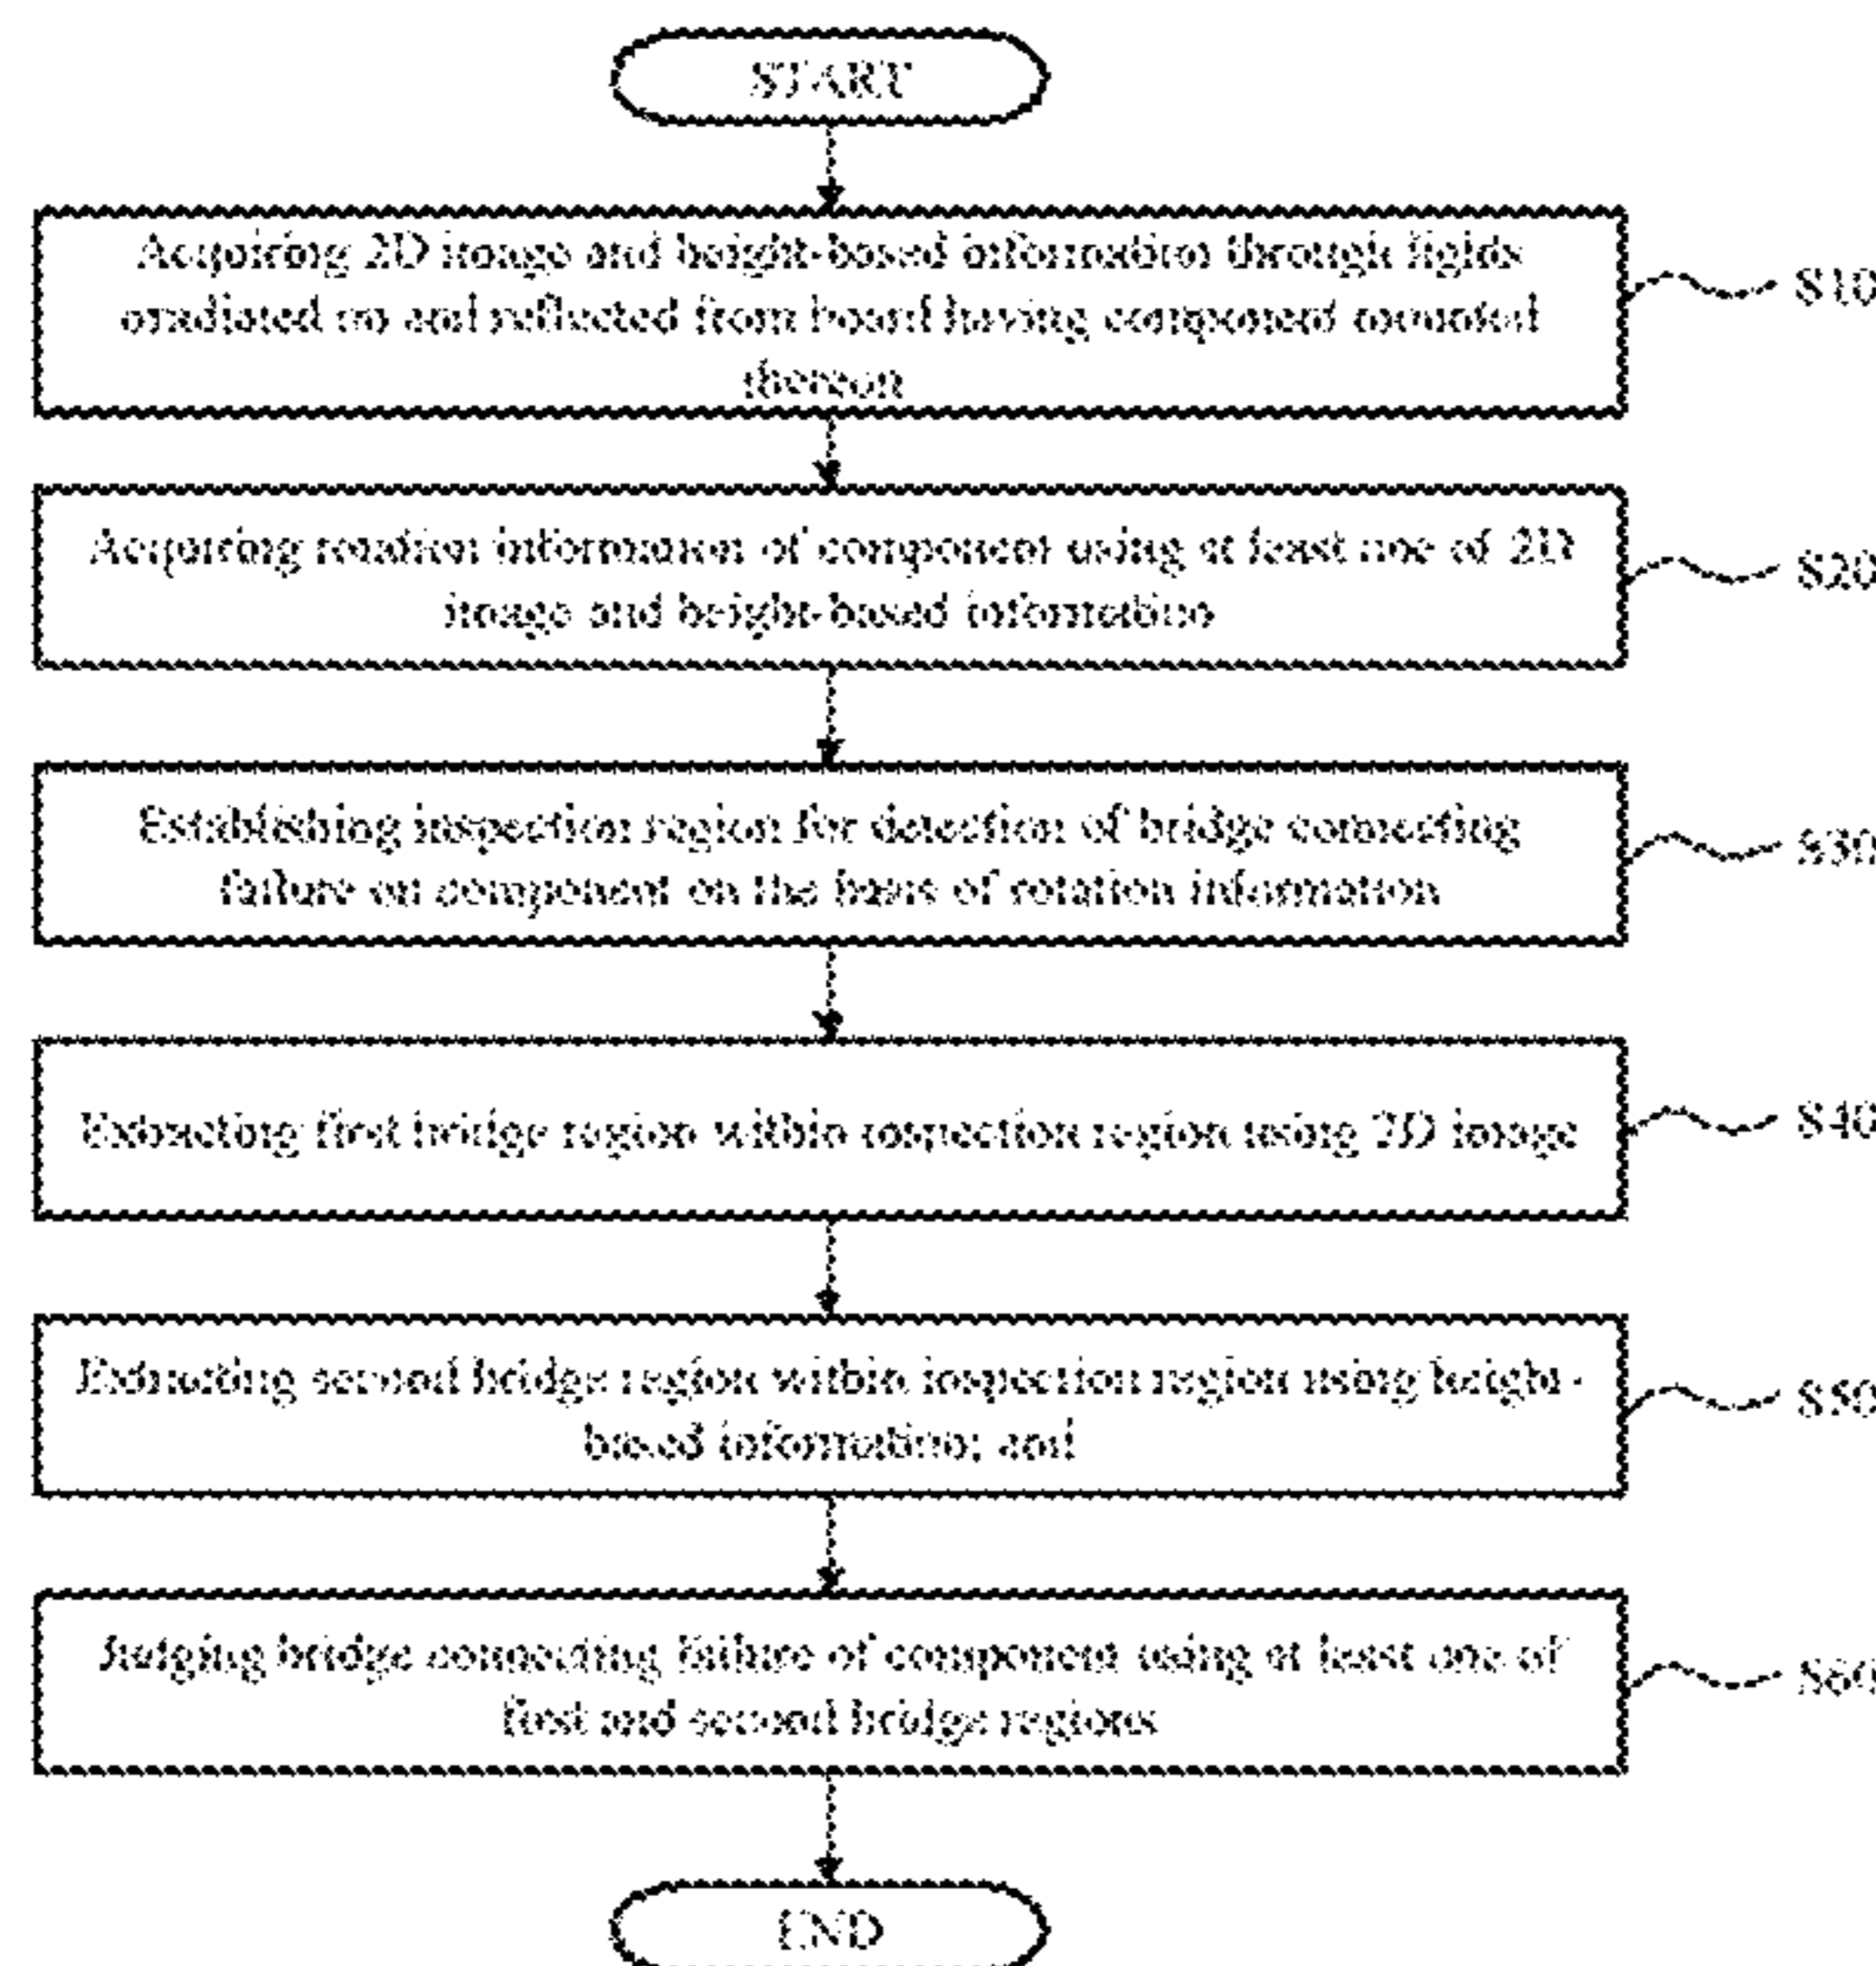 START
Acquiring 2D image and height-based information through lights
irradiated on and reflected from board having component mounted
thereon
S10
Acquiring rotation information of component using at least one of 2D
image and height-based information
S20
Establishing inspection region for detection of bridge connecting
failure on component on the basis of rotation information
S30
Extracting first bridge region within inspection region using 2D image
S40
Extracting second bridge region within inspection region using height-
based information; and
S50
Judging bridge connecting failure of component using at least one of
first and second bridge regions
S60
END